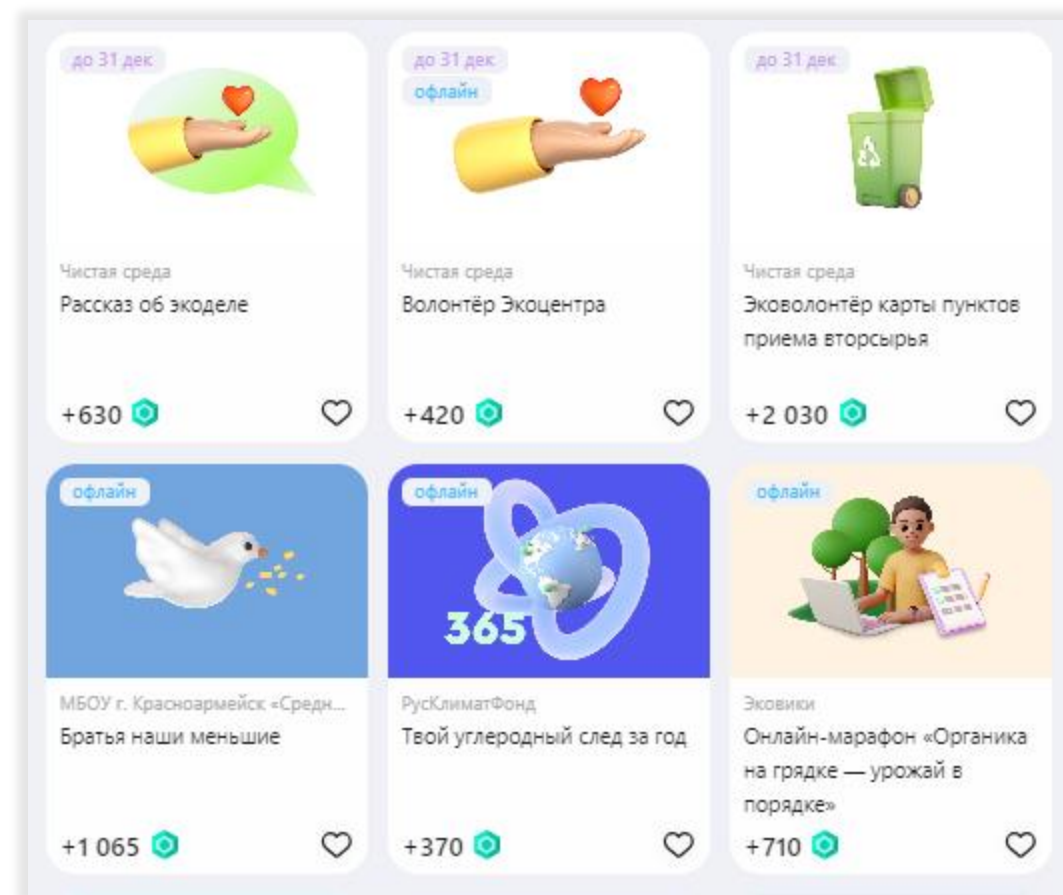 до 31 дек
Чистая среда
Рассказ об экоделе
+630
до 31 дек
офлайн
Чистая среда
Волонтёр Экоцентра
+420
до 31 дек
Чистая среда
Эковолонтёр карты пунктов
приема вторсырья
+2 030
офлайн
МБОУ г. Красноармейск «Средн...
Братья наши меньшие
+1 065
офлайн
365
РусКлиматФонд
Твой углеродный след за год
+370
офлайн
Эковики
Онлайн-марафон «Органика
на грядке — урожай в
порядке»
+710